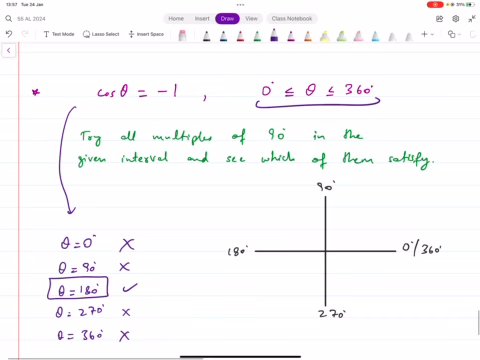 13:57 Tue 24 Jan
51%
S5 AL 2024
Home Insert Draw View Class Notebook
Text Mode Lasso Select Insert Space
* cosθ = -1 , 0° ≤ θ ≤ 360°
Try all multiples of 90° in the
given interval and see which of them satisfy.
90°
180° 0°/360°
270°
θ = 0° ×
θ = 90° ×
θ = 180° ✓
θ = 270° ×
θ = 360° ×